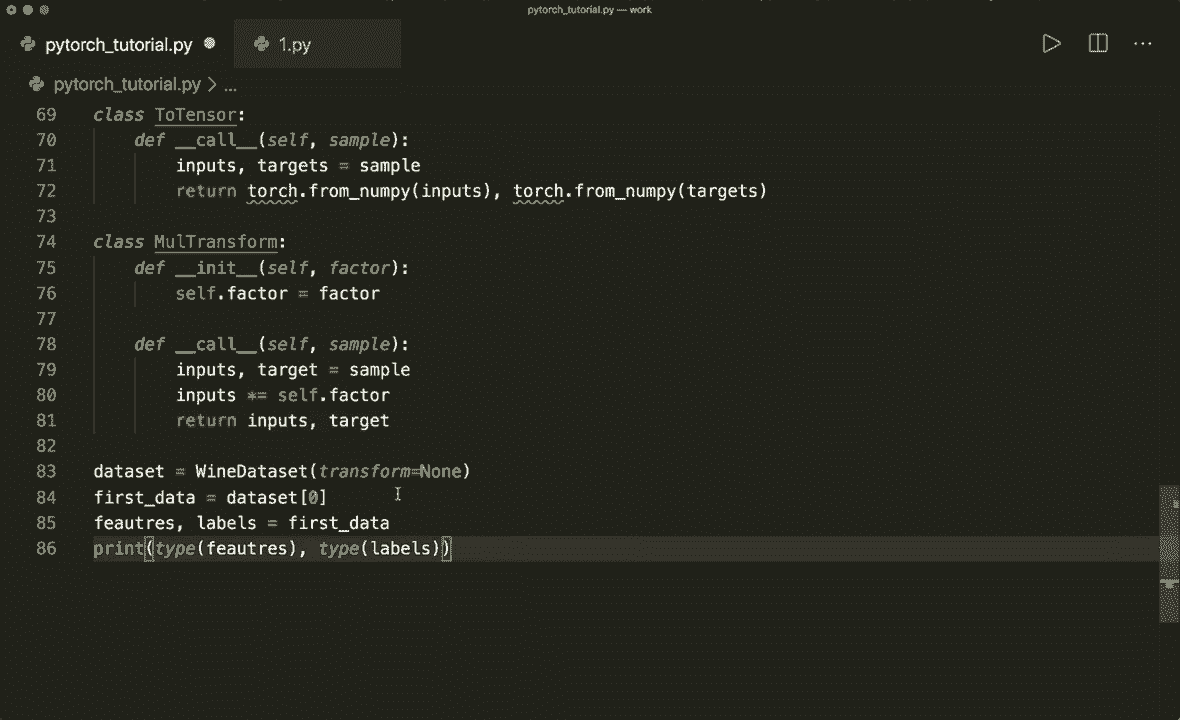 pytorch_tutorial.py — work
pytorch_tutorial.py 1.py
pytorch_tutorial.py > ...
69 class ToTensor:
70 def __call__(self, sample):
71 inputs, targets = sample
72 return torch.from_numpy(inputs), torch.from_numpy(targets)
73
74 class MulTransform:
75 def __init__(self, factor):
76 self.factor = factor
77
78 def __call__(self, sample):
79 inputs, target = sample
80 inputs *= self.factor
81 return inputs, target
82
83 dataset = WineDataset(transform=None)
84 first_data = dataset[0]
85 feautres, labels = first_data
86 print(type(feautres), type(labels))